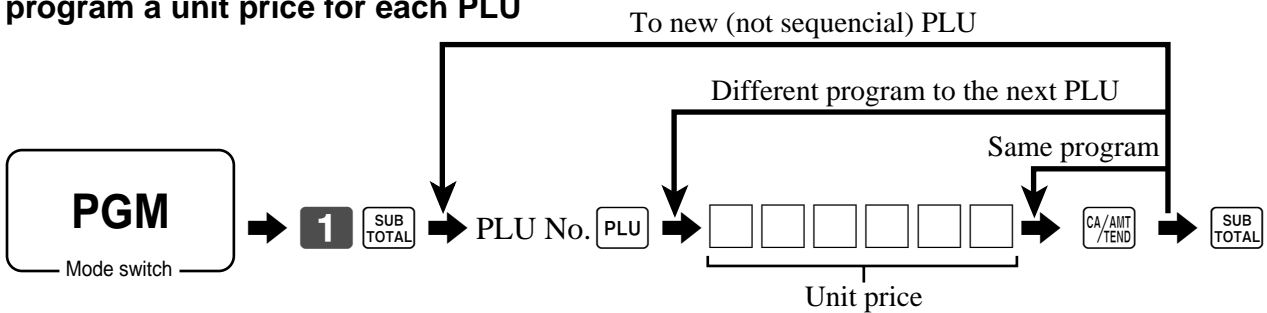 program a unit price for each PLU
To new (not sequencial) PLU
Different program to the next PLU
Same program
PGM
Mode switch
1 SUB TOTAL PLU No. PLU CA/AMT /TEND SUB TOTAL
Unit price